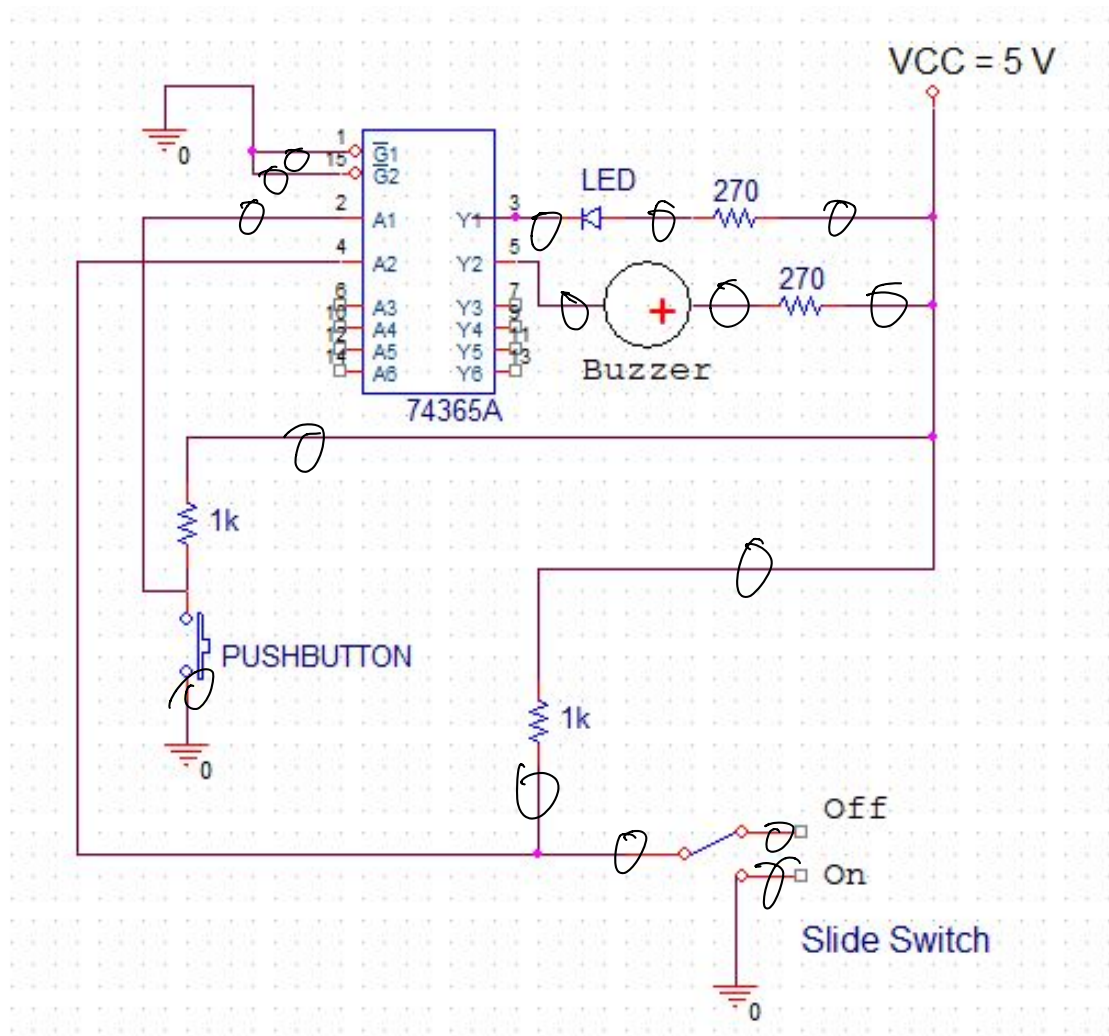 VCC = 5 V
0
1
15
2
4
6
10
12
14
G1
G2
A1
A2
A3
A4
A5
A6
Y1
Y2
Y3
Y4
Y5
Y6
3
5
7
9
11
13
74365A
LED
270
270
Buzzer
1k
PUSHBUTTON
0
1k
Off
On
Slide Switch
0